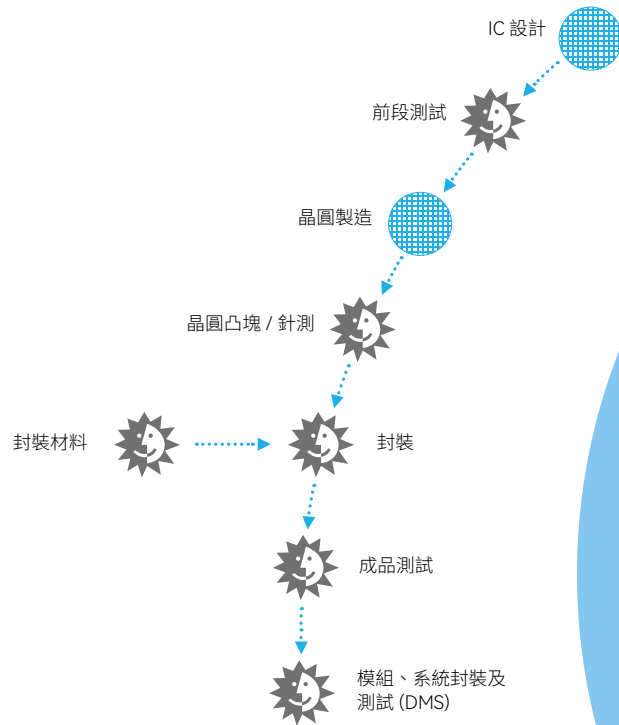 IC 設計
前段測試
晶圓製造
晶圓凸塊 / 針測
封裝材料
封裝
成品測試
模組、系統封裝及
測試 (DMS)